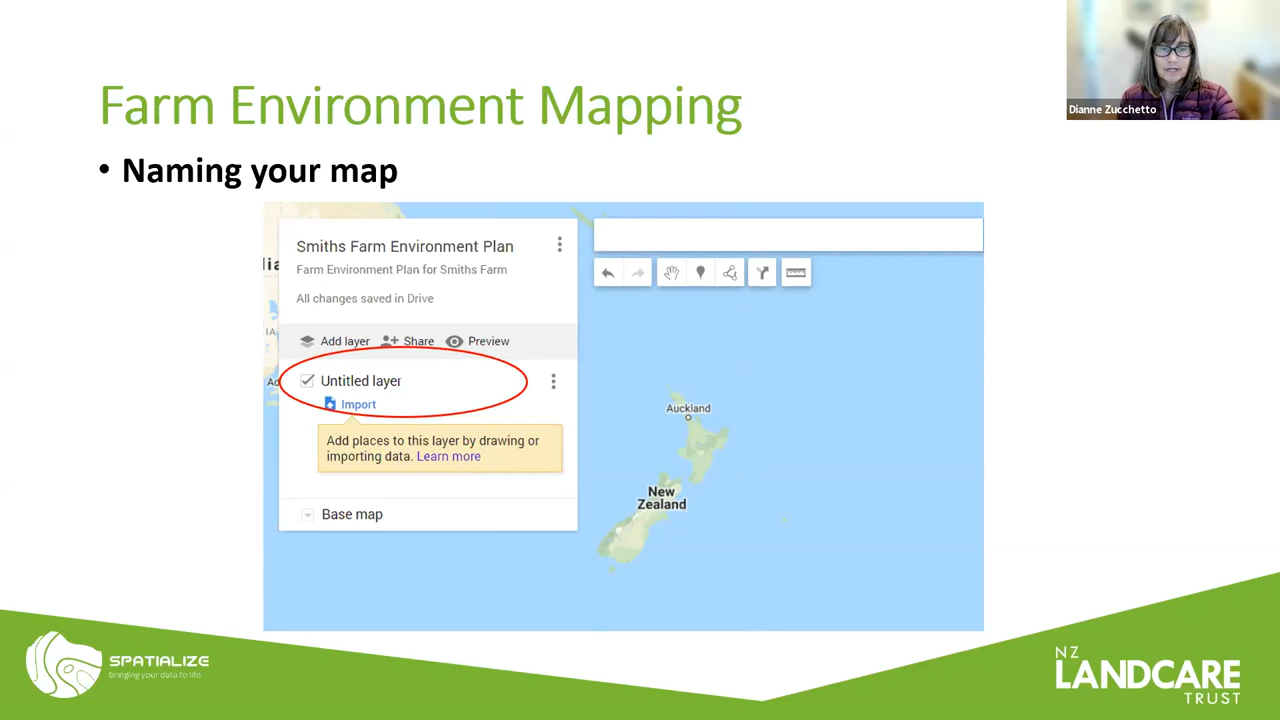 Farm Environment Mapping
Dianne Zucchetto
• Naming your map
Smiths Farm Environment Plan
Farm Environment Plan for Smiths Farm
All changes saved in Drive
Add layer Share Preview
Untitled layer
Import
Add places to this layer by drawing or
importing data. Learn more
Base map
Auckland
New
Zealand
SPATIALIZE
bringing your data to life
NZ
LANDCARE
TRUST